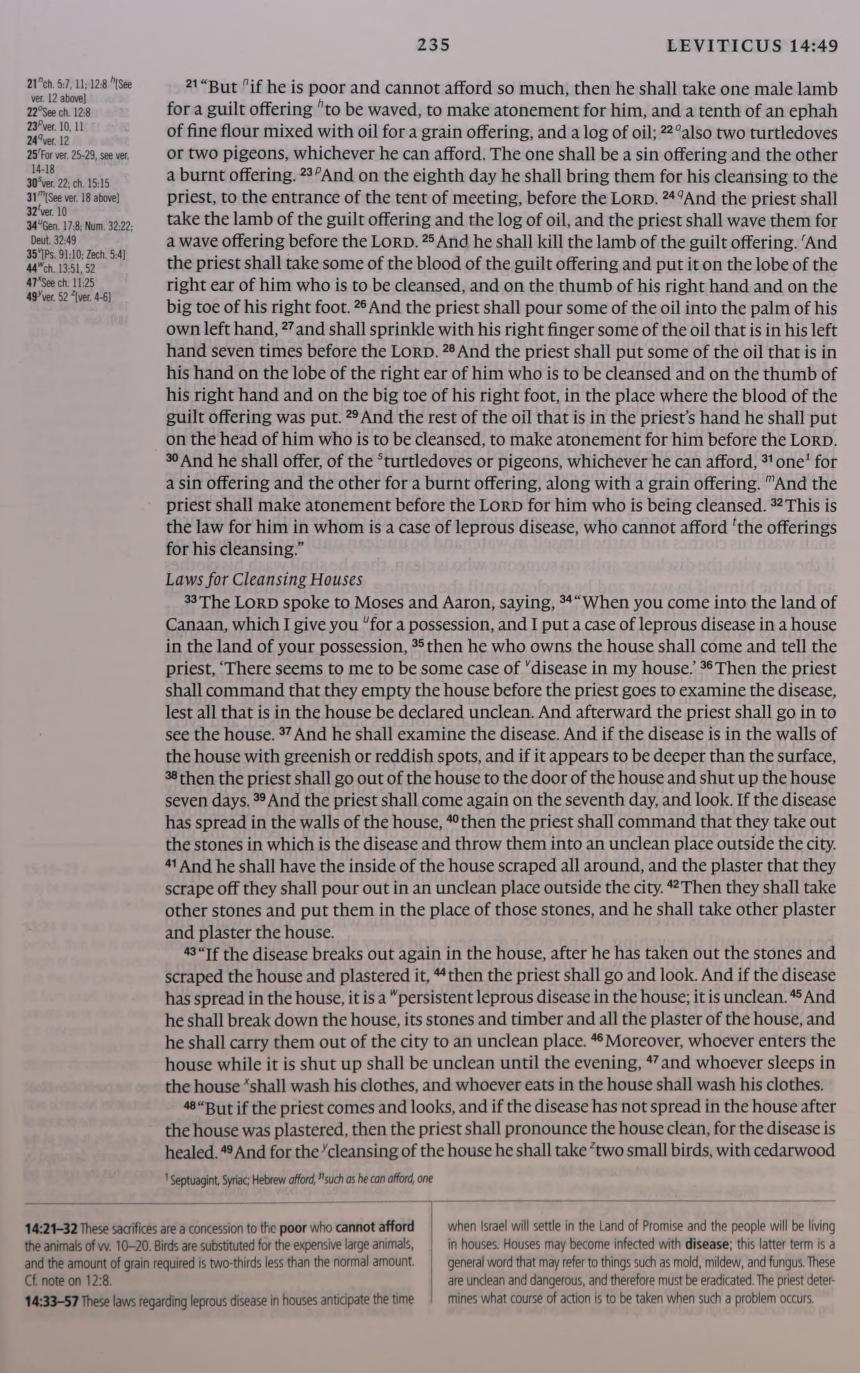 235
LEVITICUS 14:49
21 n ch. 5:7, 11; 12:8 h [See
ver. 12 above]
22 o See ch. 12:8
23 p ver. 10, 11
24 q ver. 12
25 r For ver. 25-29, see ver.
14-18
30 s ver. 22; ch. 15:15
31 m [See ver. 18 above]
32 t ver. 10
34 u Gen. 17:8; Num. 32:22;
Deut. 32:49
35 v [Ps. 91:10; Zech. 5:4]
44 w ch. 13:51, 52
47 x See ch. 11:25
49 y ver. 52 z [ver. 4-6]
21 “But n if he is poor and cannot afford so much, then he shall take one male lamb
for a guilt offering h to be waved, to make atonement for him, and a tenth of an ephah
of fine flour mixed with oil for a grain offering, and a log of oil; 22 o also two turtledoves
or two pigeons, whichever he can afford. The one shall be a sin offering and the other
a burnt offering. 23 p And on the eighth day he shall bring them for his cleansing to the
priest, to the entrance of the tent of meeting, before the LORD. 24 q And the priest shall
take the lamb of the guilt offering and the log of oil, and the priest shall wave them for
a wave offering before the LORD. 25 And he shall kill the lamb of the guilt offering. r And
the priest shall take some of the blood of the guilt offering and put it on the lobe of the
right ear of him who is to be cleansed, and on the thumb of his right hand and on the
big toe of his right foot. 26 And the priest shall pour some of the oil into the palm of his
own left hand, 27 and shall sprinkle with his right finger some of the oil that is in his left
hand seven times before the LORD. 28 And the priest shall put some of the oil that is in
his hand on the lobe of the right ear of him who is to be cleansed and on the thumb of
his right hand and on the big toe of his right foot, in the place where the blood of the
guilt offering was put. 29 And the rest of the oil that is in the priest’s hand he shall put
on the head of him who is to be cleansed, to make atonement for him before the LORD.
30 And he shall offer, of the s turtledoves or pigeons, whichever he can afford, 31 one 1 for
a sin offering and the other for a burnt offering, along with a grain offering. m And the
priest shall make atonement before the LORD for him who is being cleansed. 32 This is
the law for him in whom is a case of leprous disease, who cannot afford t the offerings
for his cleansing.”
Laws for Cleansing Houses
33 The LORD spoke to Moses and Aaron, saying, 34 “When you come into the land of
Canaan, which I give you u for a possession, and I put a case of leprous disease in a house
in the land of your possession, 35 then he who owns the house shall come and tell the
priest, ‘There seems to me to be some case of v disease in my house.’ 36 Then the priest
shall command that they empty the house before the priest goes to examine the disease,
lest all that is in the house be declared unclean. And afterward the priest shall go in to
see the house. 37 And he shall examine the disease. And if the disease is in the walls of
the house with greenish or reddish spots, and if it appears to be deeper than the surface,
38 then the priest shall go out of the house to the door of the house and shut up the house
seven days. 39 And the priest shall come again on the seventh day, and look. If the disease
has spread in the walls of the house, 40 then the priest shall command that they take out
the stones in which is the disease and throw them into an unclean place outside the city.
41 And he shall have the inside of the house scraped all around, and the plaster that they
scrape off they shall pour out in an unclean place outside the city. 42 Then they shall take
other stones and put them in the place of those stones, and he shall take other plaster
and plaster the house.
43 “If the disease breaks out again in the house, after he has taken out the stones and
scraped the house and plastered it, 44 then the priest shall go and look. And if the disease
has spread in the house, it is a w persistent leprous disease in the house; it is unclean. 45 And
he shall break down the house, its stones and timber and all the plaster of the house, and
he shall carry them out of the city to an unclean place. 46 Moreover, whoever enters the
house while it is shut up shall be unclean until the evening, 47 and whoever sleeps in
the house x shall wash his clothes, and whoever eats in the house shall wash his clothes.
48 “But if the priest comes and looks, and if the disease has not spread in the house after
the house was plastered, then the priest shall pronounce the house clean, for the disease is
healed. 49 And for the y cleansing of the house he shall take z two small birds, with cedarwood
1 Septuagint, Syriac; Hebrew afford, 31 such as he can afford, one
14:21–32 These sacrifices are a concession to the poor who cannot afford
the animals of vv. 10–20. Birds are substituted for the expensive large animals,
and the amount of grain required is two-thirds less than the normal amount.
Cf. note on 12:8.
14:33–57 These laws regarding leprous disease in houses anticipate the time
when Israel will settle in the Land of Promise and the people will be living
in houses. Houses may become infected with disease; this latter term is a
general word that may refer to things such as mold, mildew, and fungus. These
are unclean and dangerous, and therefore must be eradicated. The priest deter-
mines what course of action is to be taken when such a problem occurs.